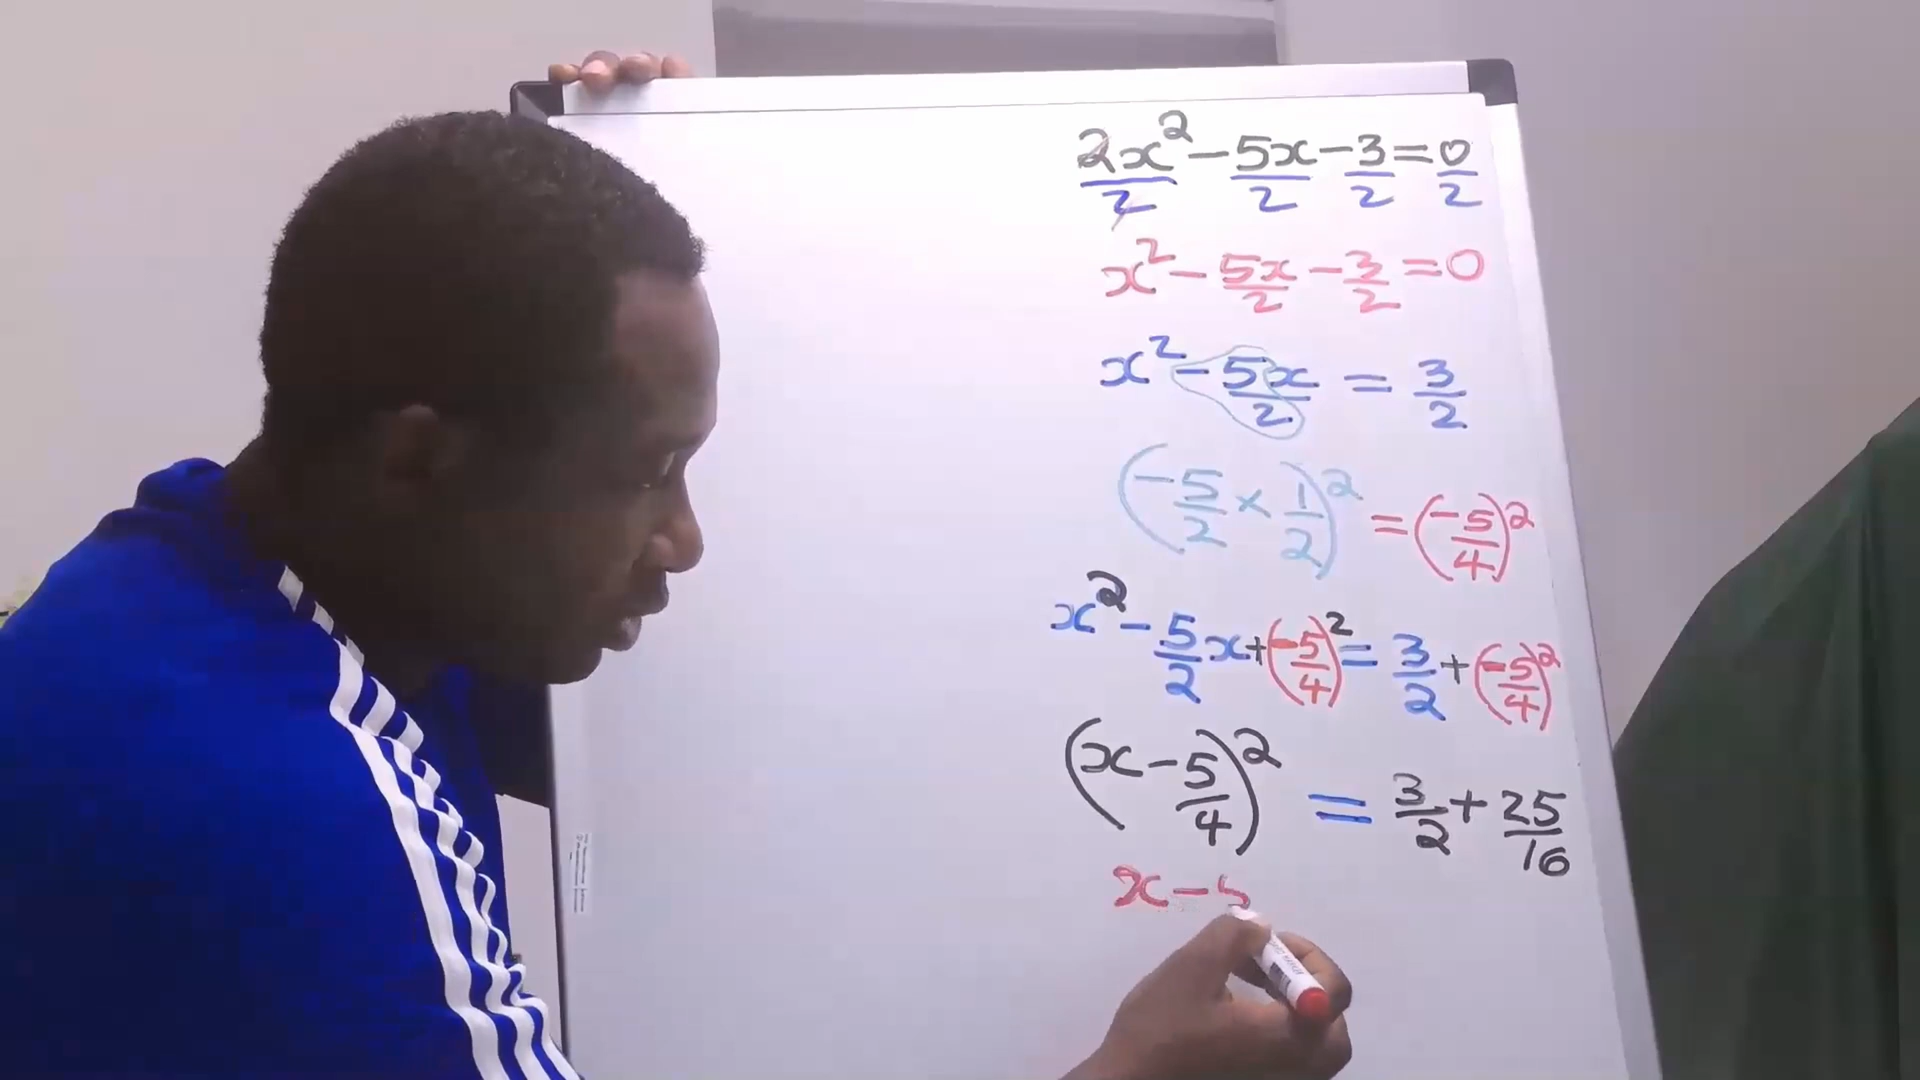 2x² - 5x - 3 = 0
2 2 2 2
x² - 5x/2 - 3/2 = 0
x² - 5x/2 = 3/2
(-5/2 × 1/2)² = (-5/4)²
x² - 5/2 x + (-5/4)² = 3/2 + (-5/4)²
(x - 5/4)² = 3/2 + 25/16
x - 5